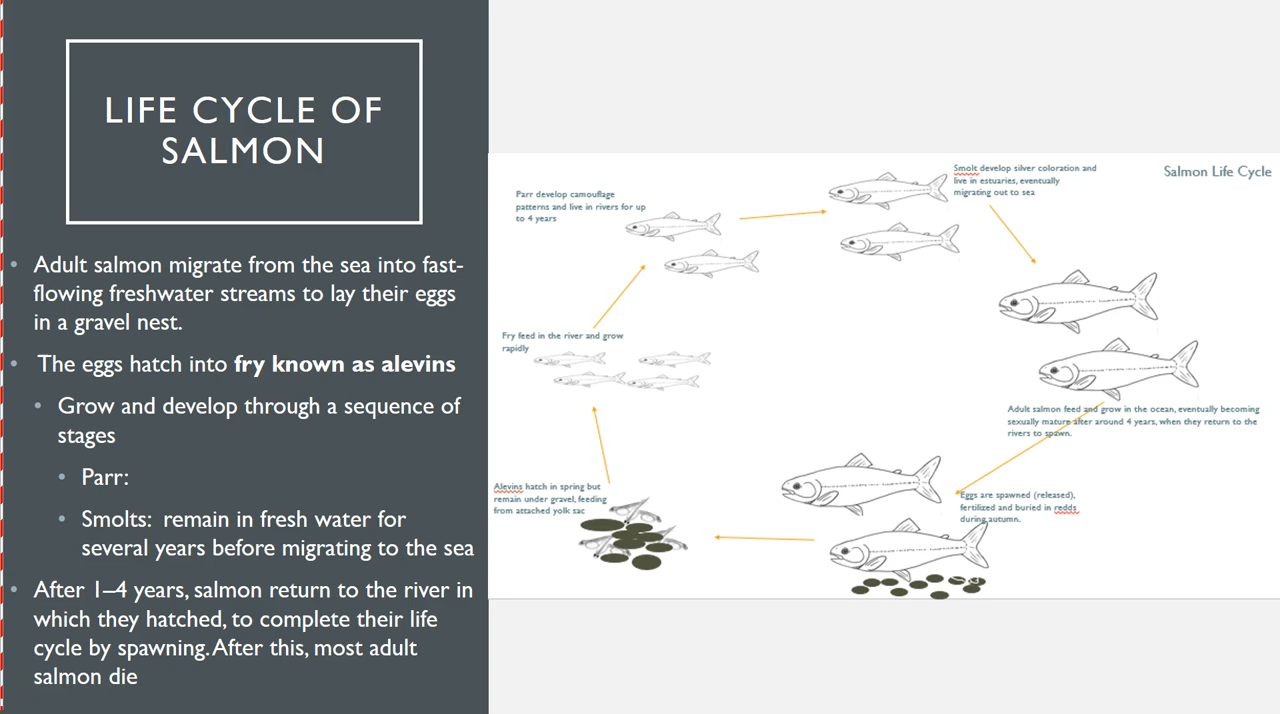 LIFE CYCLE OF
SALMON
• Adult salmon migrate from the sea into fast-
flowing freshwater streams to lay their eggs
in a gravel nest.
• The eggs hatch into fry known as alevins
• Grow and develop through a sequence of
stages
• Parr:
• Smolts: remain in fresh water for
several years before migrating to the sea
• After 1–4 years, salmon return to the river in
which they hatched, to complete their life
cycle by spawning. After this, most adult
salmon die
Salmon Life Cycle
Parr develop camouflage
patterns and live in rivers for up
to 4 years
Smolt develop silver coloration and
live in estuaries, eventually
migrating out to sea
Fry feed in the river and grow
rapidly
Adult salmon feed and grow in the ocean, eventually becoming
sexually mature after around 4 years, when they return to the
rivers to spawn.
Alevins hatch in spring but
remain under gravel, feeding
from attached yolk sac
Eggs are spawned (released),
fertilized and buried in redds
during autumn.